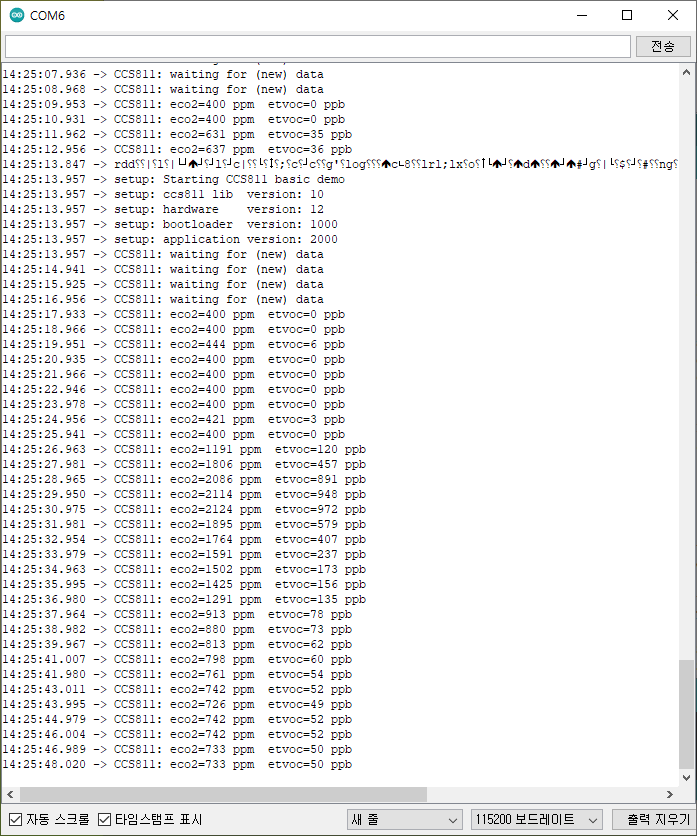 COM6
전송
14:25:07.936 -> CCS811: waiting for (new) data
14:25:08.968 -> CCS811: waiting for (new) data
14:25:09.953 -> CCS811: eco2=400 ppm  etvoc=0 ppb
14:25:10.931 -> CCS811: eco2=400 ppm  etvoc=0 ppb
14:25:11.962 -> CCS811: eco2=631 ppm  etvoc=35 ppb
14:25:12.956 -> CCS811: eco2=637 ppm  etvoc=36 ppb
14:25:13.847 ->
14:25:13.957 -> setup: Starting CCS811 basic demo
14:25:13.957 -> setup: ccs811 lib  version: 10
14:25:13.957 -> setup: hardware    version: 12
14:25:13.957 -> setup: bootloader  version: 1000
14:25:13.957 -> setup: application version: 2000
14:25:13.957 -> CCS811: waiting for (new) data
14:25:14.941 -> CCS811: waiting for (new) data
14:25:15.925 -> CCS811: waiting for (new) data
14:25:16.956 -> CCS811: waiting for (new) data
14:25:17.933 -> CCS811: eco2=400 ppm  etvoc=0 ppb
14:25:18.966 -> CCS811: eco2=400 ppm  etvoc=0 ppb
14:25:19.951 -> CCS811: eco2=444 ppm  etvoc=6 ppb
14:25:20.935 -> CCS811: eco2=400 ppm  etvoc=0 ppb
14:25:21.966 -> CCS811: eco2=400 ppm  etvoc=0 ppb
14:25:22.946 -> CCS811: eco2=400 ppm  etvoc=0 ppb
14:25:23.978 -> CCS811: eco2=400 ppm  etvoc=0 ppb
14:25:24.956 -> CCS811: eco2=421 ppm  etvoc=3 ppb
14:25:25.941 -> CCS811: eco2=400 ppm  etvoc=0 ppb
14:25:26.963 -> CCS811: eco2=1191 ppm  etvoc=120 ppb
14:25:27.981 -> CCS811: eco2=1806 ppm  etvoc=457 ppb
14:25:28.965 -> CCS811: eco2=2086 ppm  etvoc=891 ppb
14:25:29.950 -> CCS811: eco2=2114 ppm  etvoc=948 ppb
14:25:30.975 -> CCS811: eco2=2124 ppm  etvoc=972 ppb
14:25:31.981 -> CCS811: eco2=1895 ppm  etvoc=579 ppb
14:25:32.954 -> CCS811: eco2=1764 ppm  etvoc=407 ppb
14:25:33.979 -> CCS811: eco2=1591 ppm  etvoc=237 ppb
14:25:34.963 -> CCS811: eco2=1502 ppm  etvoc=173 ppb
14:25:35.995 -> CCS811: eco2=1425 ppm  etvoc=156 ppb
14:25:36.980 -> CCS811: eco2=1291 ppm  etvoc=135 ppb
14:25:37.964 -> CCS811: eco2=913 ppm  etvoc=78 ppb
14:25:38.982 -> CCS811: eco2=880 ppm  etvoc=73 ppb
14:25:39.967 -> CCS811: eco2=813 ppm  etvoc=62 ppb
14:25:41.007 -> CCS811: eco2=798 ppm  etvoc=60 ppb
14:25:41.980 -> CCS811: eco2=761 ppm  etvoc=54 ppb
14:25:43.011 -> CCS811: eco2=742 ppm  etvoc=52 ppb
14:25:43.995 -> CCS811: eco2=726 ppm  etvoc=49 ppb
14:25:44.979 -> CCS811: eco2=742 ppm  etvoc=52 ppb
14:25:46.004 -> CCS811: eco2=742 ppm  etvoc=52 ppb
14:25:46.989 -> CCS811: eco2=733 ppm  etvoc=50 ppb
14:25:48.020 -> CCS811: eco2=733 ppm  etvoc=50 ppb
자동 스크롤 타임스탬프 표시 새 줄 115200 보드레이트 출력 지우기